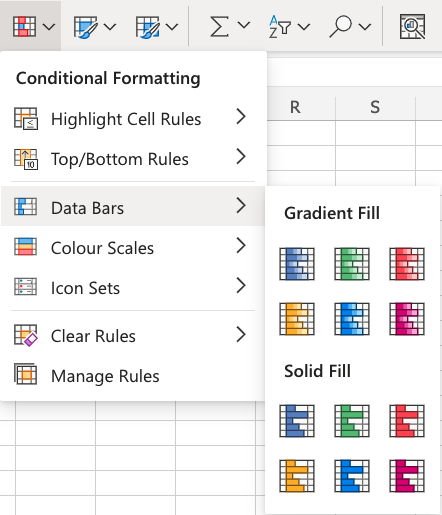 Conditional Formatting
Highlight Cell Rules
Top/Bottom Rules
Data Bars
Colour Scales
Icon Sets
Clear Rules
Manage Rules
R S
Gradient Fill
Solid Fill